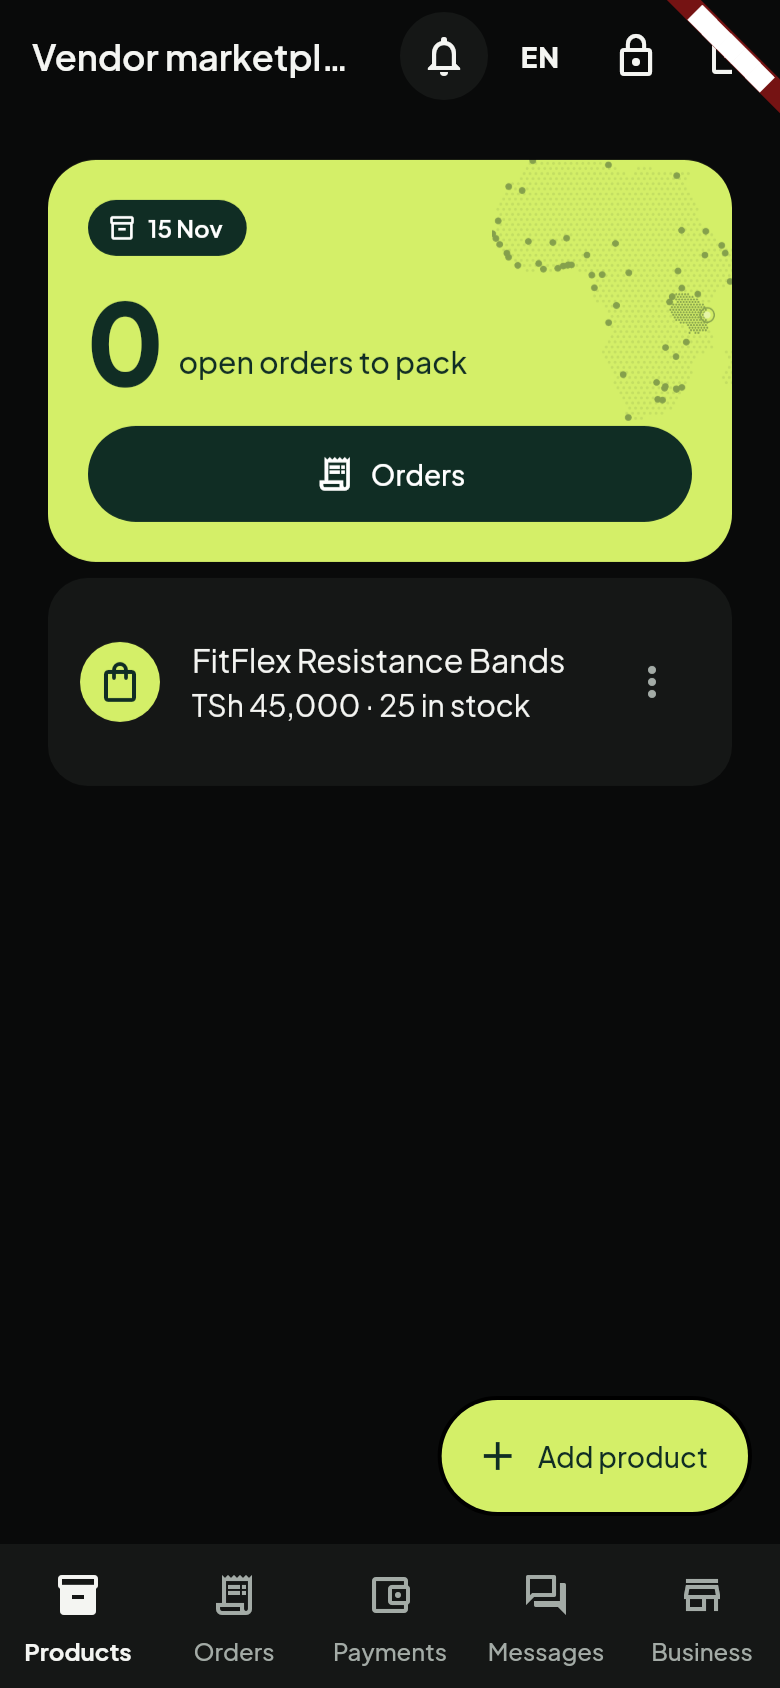 Vendor marketpl...
EN
15 Nov
0 open orders to pack
Orders
FitFlex Resistance Bands
TSh 45,000 · 25 in stock
Add product
Products
Orders
Payments
Messages
Business